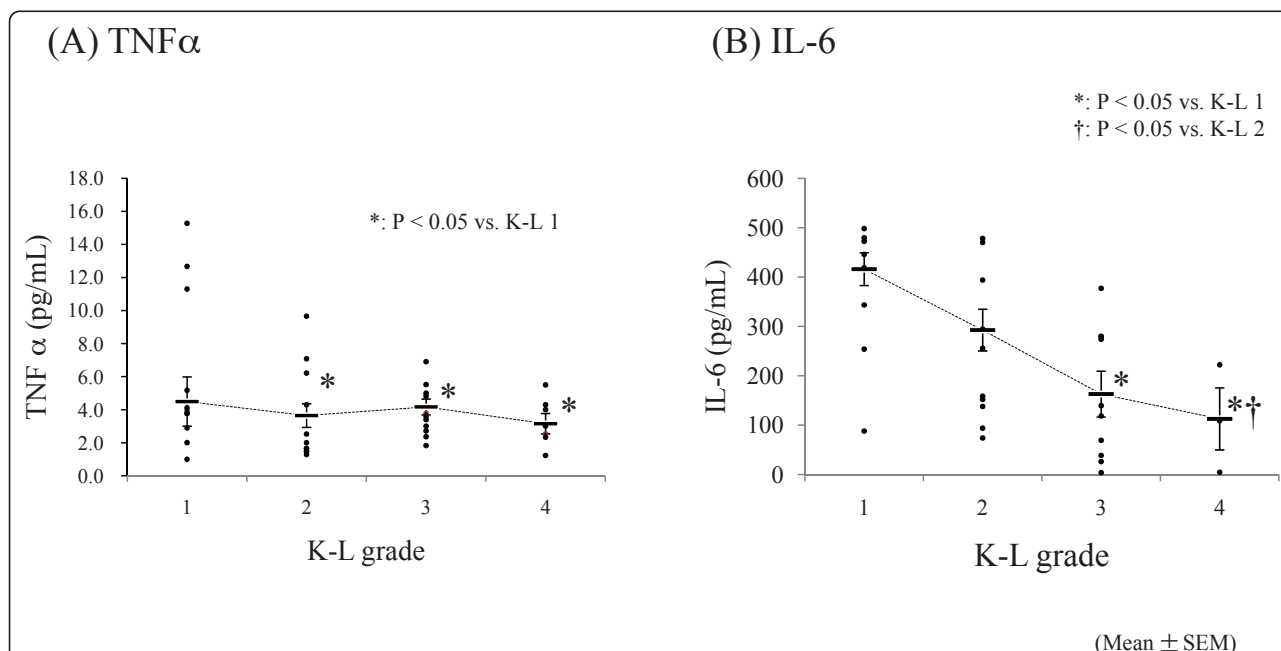 (A) TNFα
18.0
16.0
14.0
12.0
10.0
8.0
6.0
4.0
2.0
0.0
TNF α (pg/mL)
*: P < 0.05 vs. K-L 1
*
*
*
1 2 3 4
K-L grade
(B) IL-6
*: P < 0.05 vs. K-L 1
†: P < 0.05 vs. K-L 2
600
500
400
300
200
100
0
IL-6 (pg/mL)
*
*†
1 2 3 4
K-L grade
(Mean ± SEM)